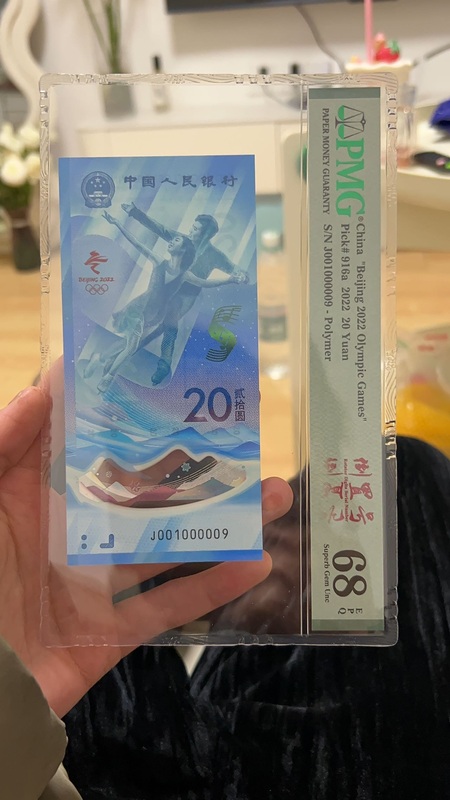 中国人民银行
BEIJING 2022
20
贰拾圆
J001000009
PMG®
PAPER MONEY GUARANTY
China "Beijing 2022 Olympic Games"
Pick# 916a 2022 20 Yuan
S/N J001000009 - Polymer
68
EPQ
Superb Gem Unc